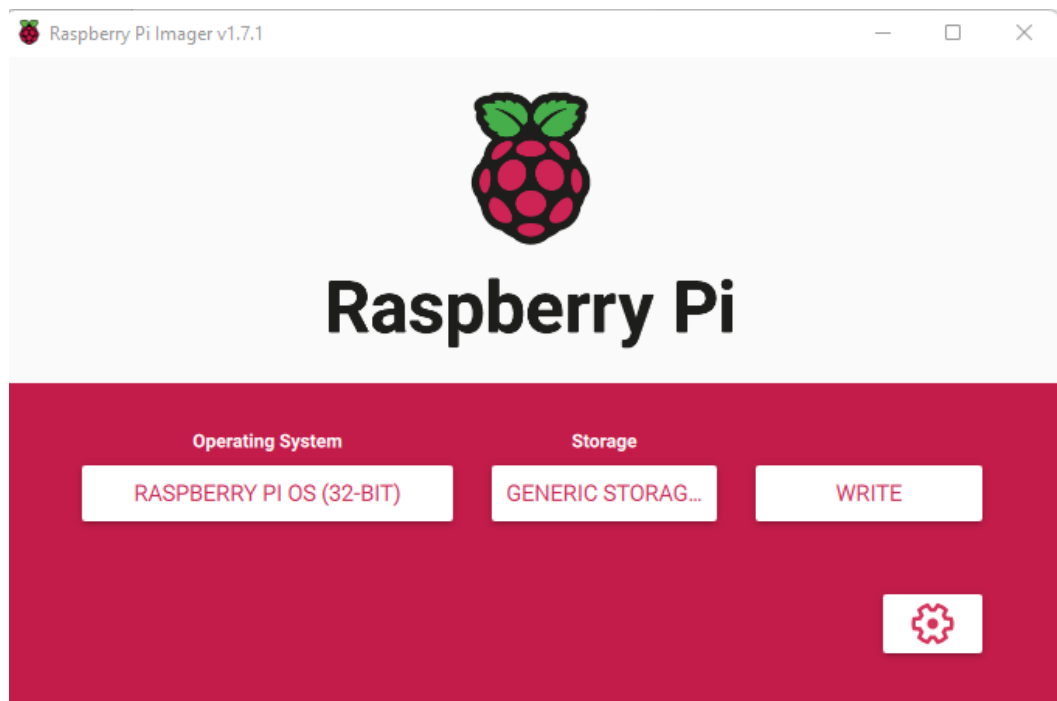 Raspberry Pi Imager v1.7.1
Raspberry Pi
Operating System
Storage
RASPBERRY PI OS (32-BIT)
GENERIC STORAG...
WRITE